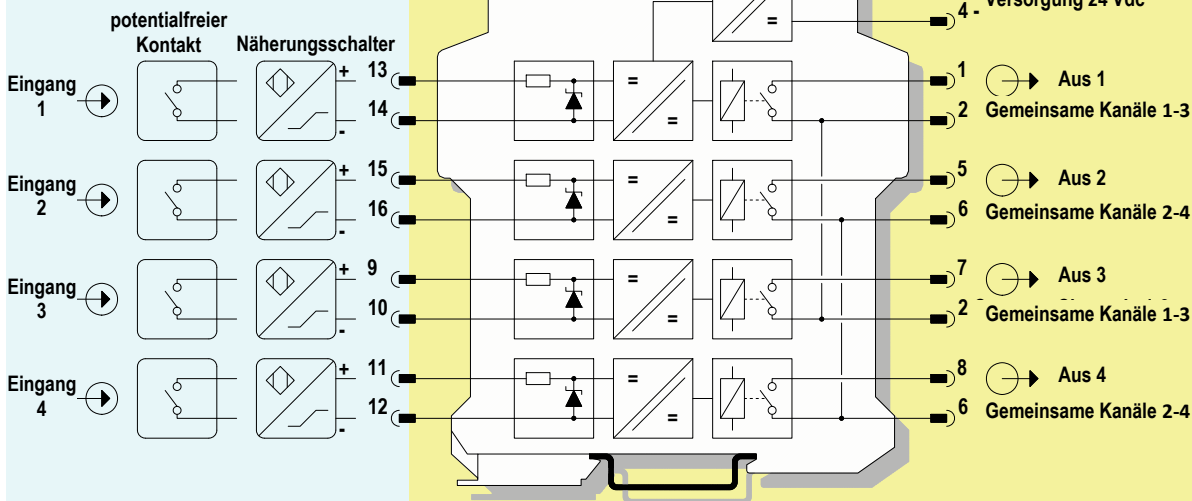 4 - Versorgung 24 Vdc
potentialfreier
Kontakt
Näherungsschalter
Eingang
1
+ 13
14
-
=
=
=
1
Aus 1
2
Gemeinsame Kanäle 1-3
Eingang
2
+ 15
16
-
=
=
5
Aus 2
6
Gemeinsame Kanäle 2-4
Eingang
3
+ 9
10
-
=
=
7
Aus 3
2
Gemeinsame Kanäle 1-3
Eingang
4
+ 11
12
-
=
=
8
Aus 4
6
Gemeinsame Kanäle 2-4